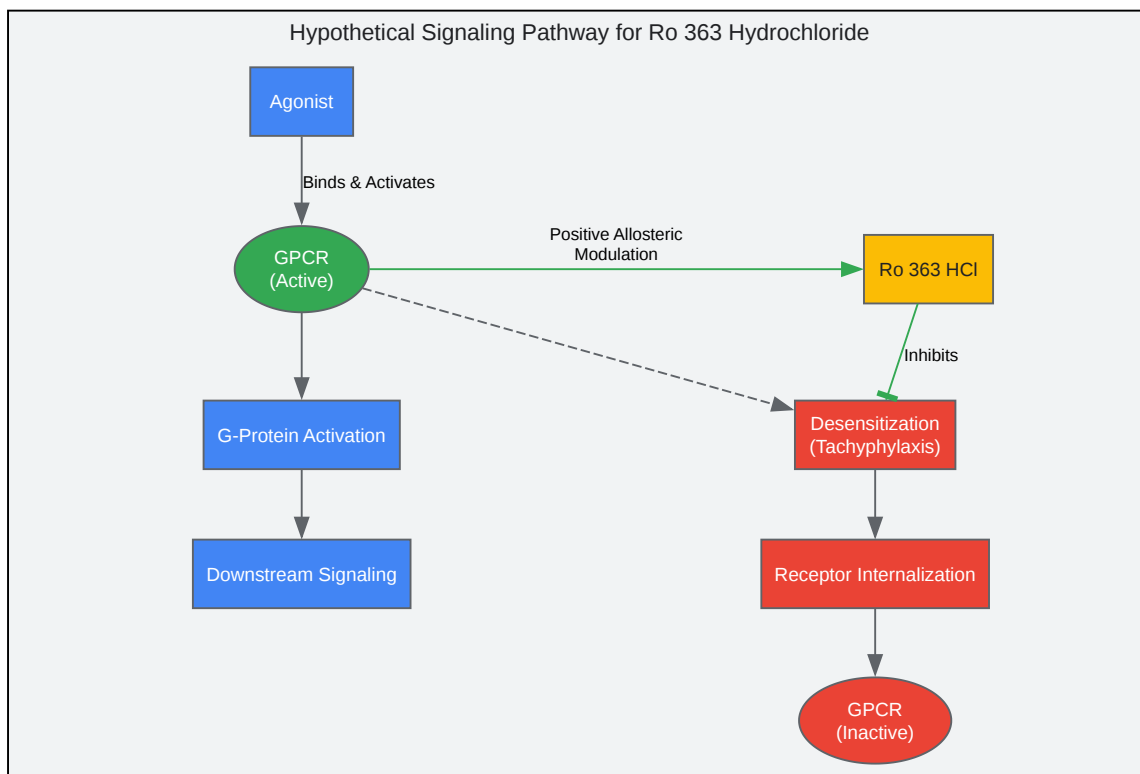 Hypothetical Signaling Pathway for Ro 363 Hydrochloride
Agonist
Binds & Activates
GPCR
(Active)
Positive Allosteric
Modulation
Ro 363 HCl
Inhibits
G-Protein Activation
Desensitization
(Tachyphylaxis)
Downstream Signaling
Receptor Internalization
GPCR
(Inactive)